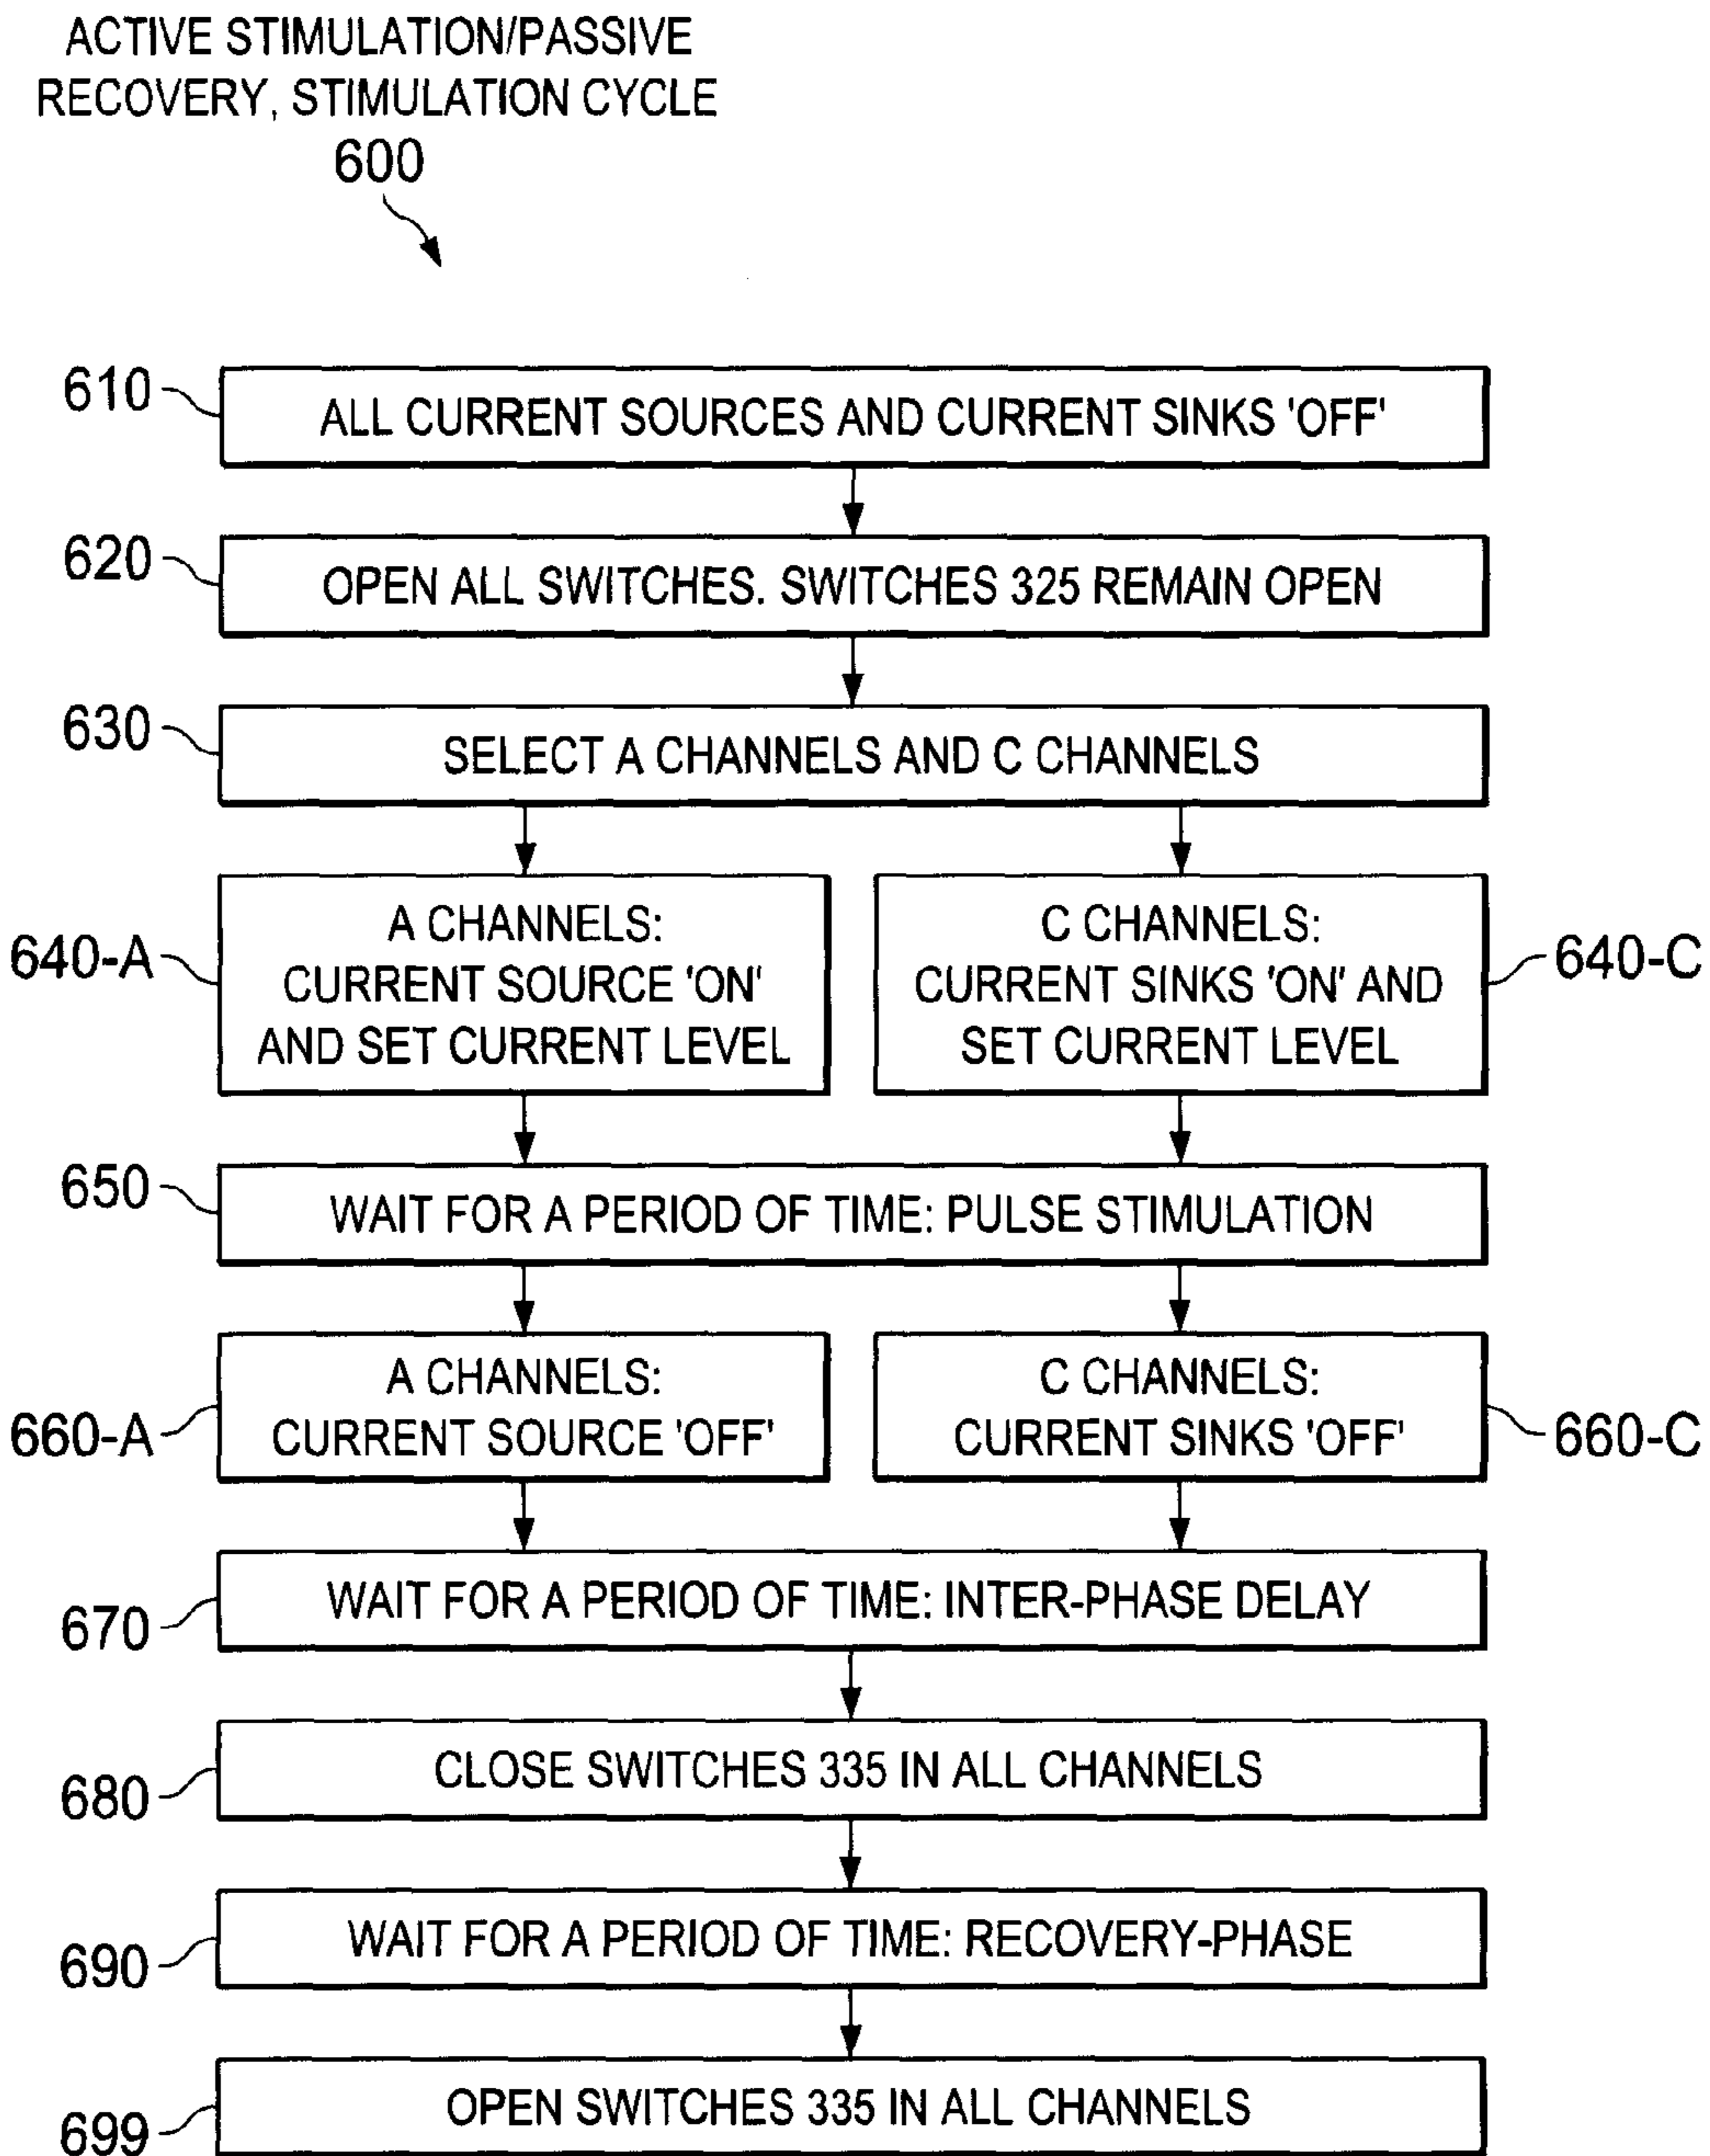 ACTIVE STIMULATION/PASSIVE
RECOVERY, STIMULATION CYCLE
600
610
ALL CURRENT SOURCES AND CURRENT SINKS 'OFF'
620
OPEN ALL SWITCHES. SWITCHES 325 REMAIN OPEN
630
SELECT A CHANNELS AND C CHANNELS
640-A
A CHANNELS:
CURRENT SOURCE 'ON'
AND SET CURRENT LEVEL
C CHANNELS:
CURRENT SINKS 'ON' AND
SET CURRENT LEVEL
640-C
650
WAIT FOR A PERIOD OF TIME: PULSE STIMULATION
660-A
A CHANNELS:
CURRENT SOURCE 'OFF'
C CHANNELS:
CURRENT SINKS 'OFF'
660-C
670
WAIT FOR A PERIOD OF TIME: INTER-PHASE DELAY
680
CLOSE SWITCHES 335 IN ALL CHANNELS
690
WAIT FOR A PERIOD OF TIME: RECOVERY-PHASE
699
OPEN SWITCHES 335 IN ALL CHANNELS